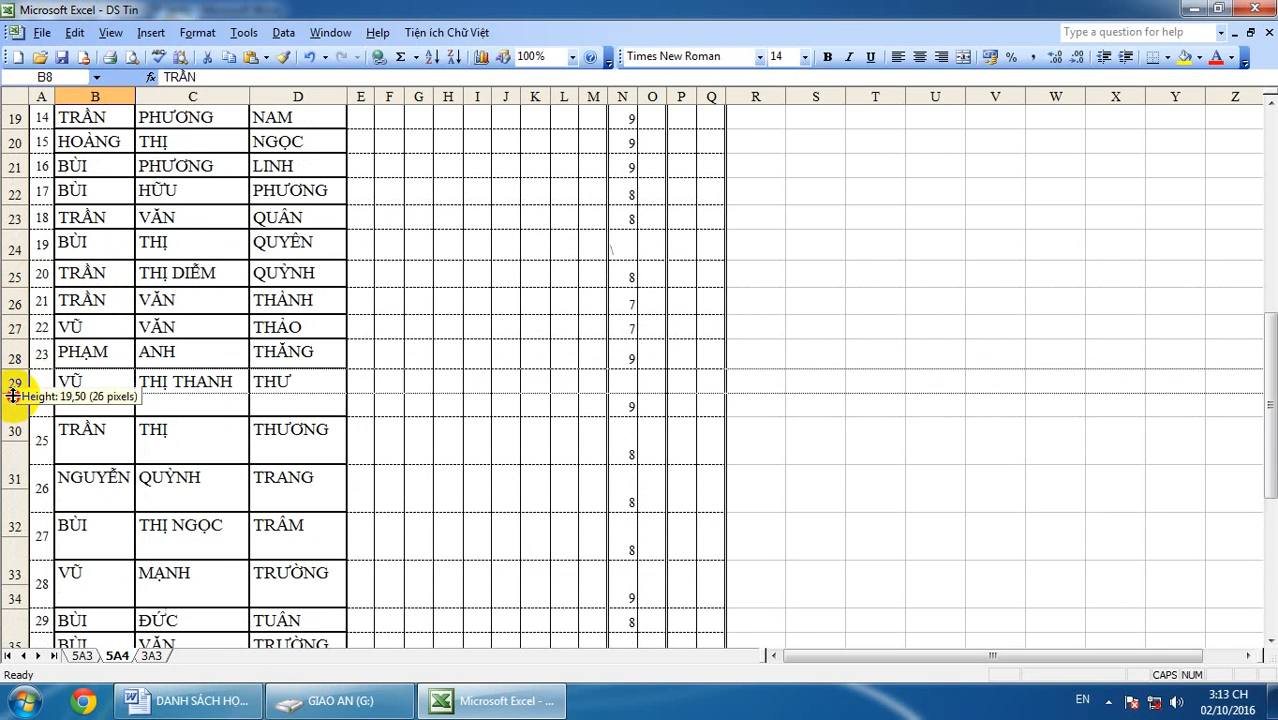 Microsoft Excel - DS Tin
File Edit View Insert Format Tools Data Window Help Tiện ích Chữ Việt Type a question for help
100% Times New Roman 14
B8 TRẦN
A B C D E F G H I J K L M N O P Q R S T U V W X Y Z
19 14 TRẦN PHƯƠNG NAM 9
20 15 HOÀNG THỊ NGỌC 9
21 16 BÙI PHƯƠNG LINH 9
22 17 BÙI HỮU PHƯƠNG 8
23 18 TRẦN VĂN QUÂN 8
24 19 BÙI THỊ QUYÊN \
25 20 TRẦN THỊ DIỄM QUỲNH 8
26 21 TRẦN VĂN THÀNH 7
27 22 VŨ VĂN THẢO 7
28 23 PHẠM ANH THĂNG 9
29 VŨ THỊ THANH THƯ 9
Height: 19,50 (26 pixels)
30 25 TRẦN THỊ THƯƠNG 8
31 26 NGUYỄN QUỲNH TRANG 8
32 27 BÙI THỊ NGỌC TRÂM 8
33 28 VŨ MẠNH TRƯỜNG 9
34 29 BÙI ĐỨC TUÂN 8
35 BÙI VĂN TRƯỜNG
5A3 5A4 3A3
Ready CAPS NUM
DANH SÁCH HỌ... GIAO AN (G:) Microsoft Excel - ... EN 3:13 CH
02/10/2016